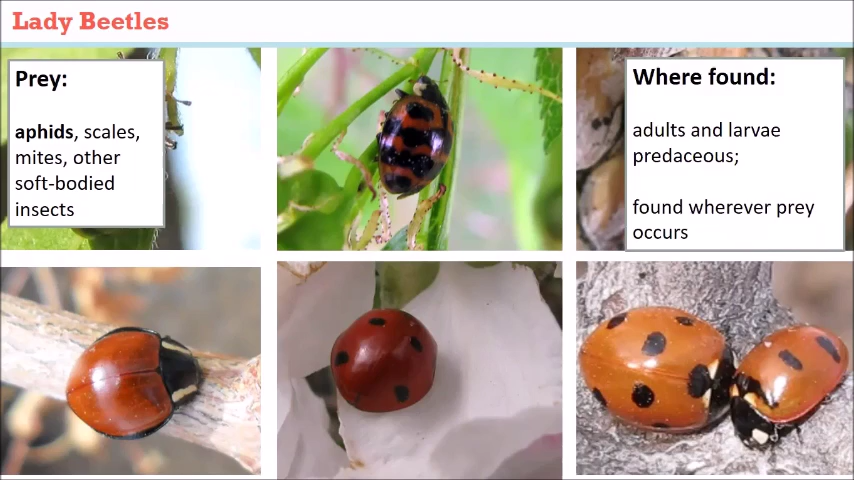 Lady Beetles
Prey:
aphids, scales,
mites, other
soft-bodied
insects
Where found:
adults and larvae
predaceous;
found wherever prey
occurs